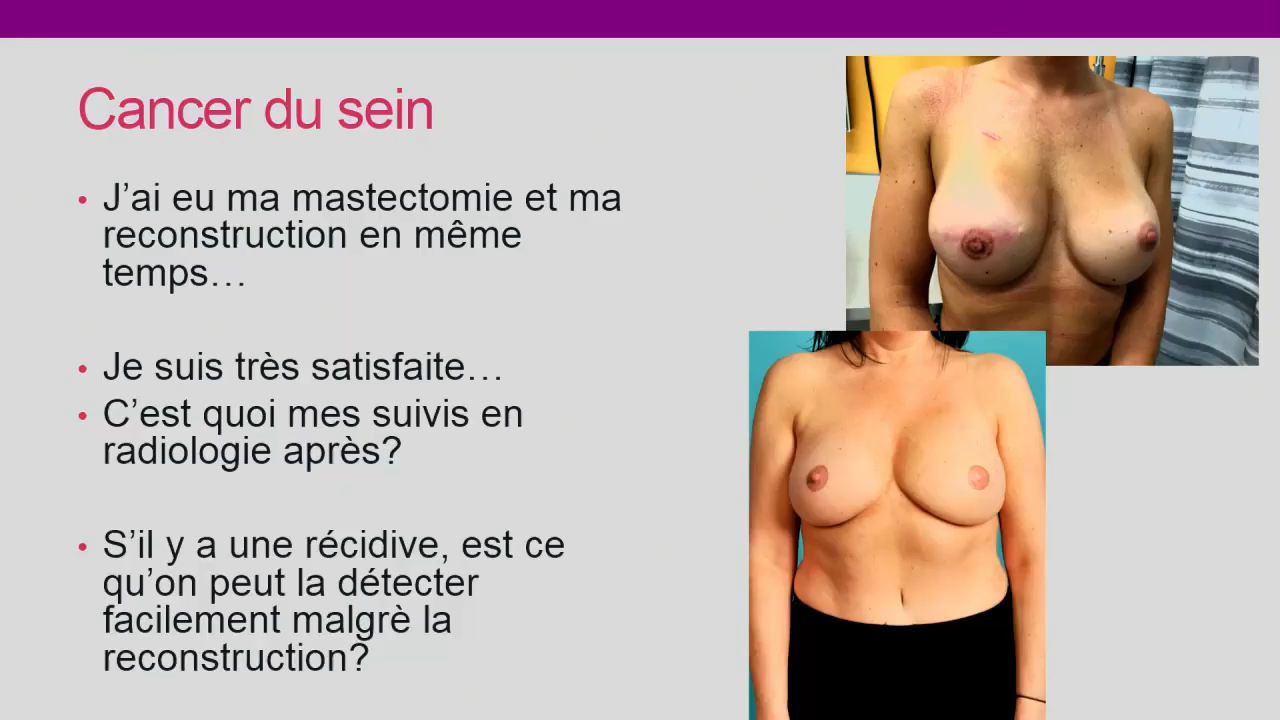 Cancer du sein
• J’ai eu ma mastectomie et ma
reconstruction en même
temps…
• Je suis très satisfaite…
• C’est quoi mes suivis en
radiologie après?
• S’il y a une récidive, est ce
qu’on peut la détecter
facilement malgrè la
reconstruction?